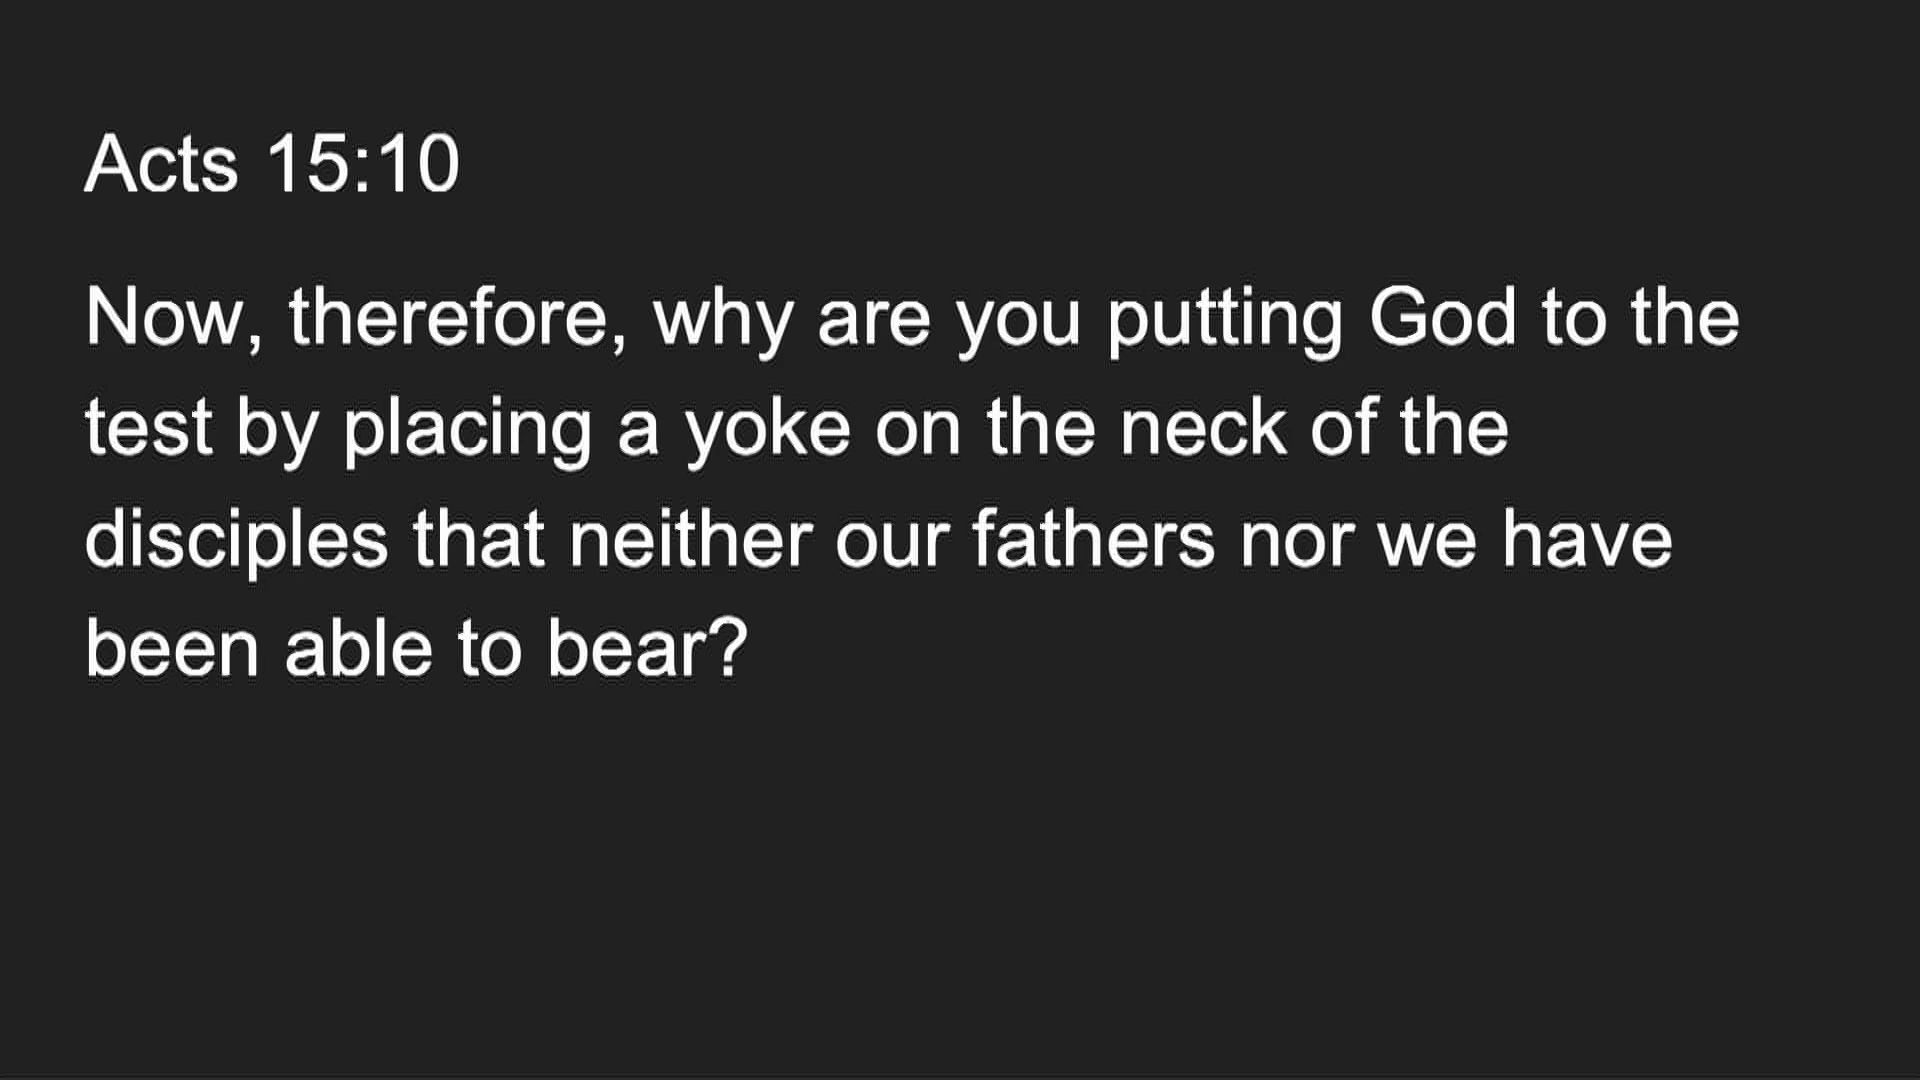 Acts 15:10
Now, therefore, why are you putting God to the
test by placing a yoke on the neck of the
disciples that neither our fathers nor we have
been able to bear?